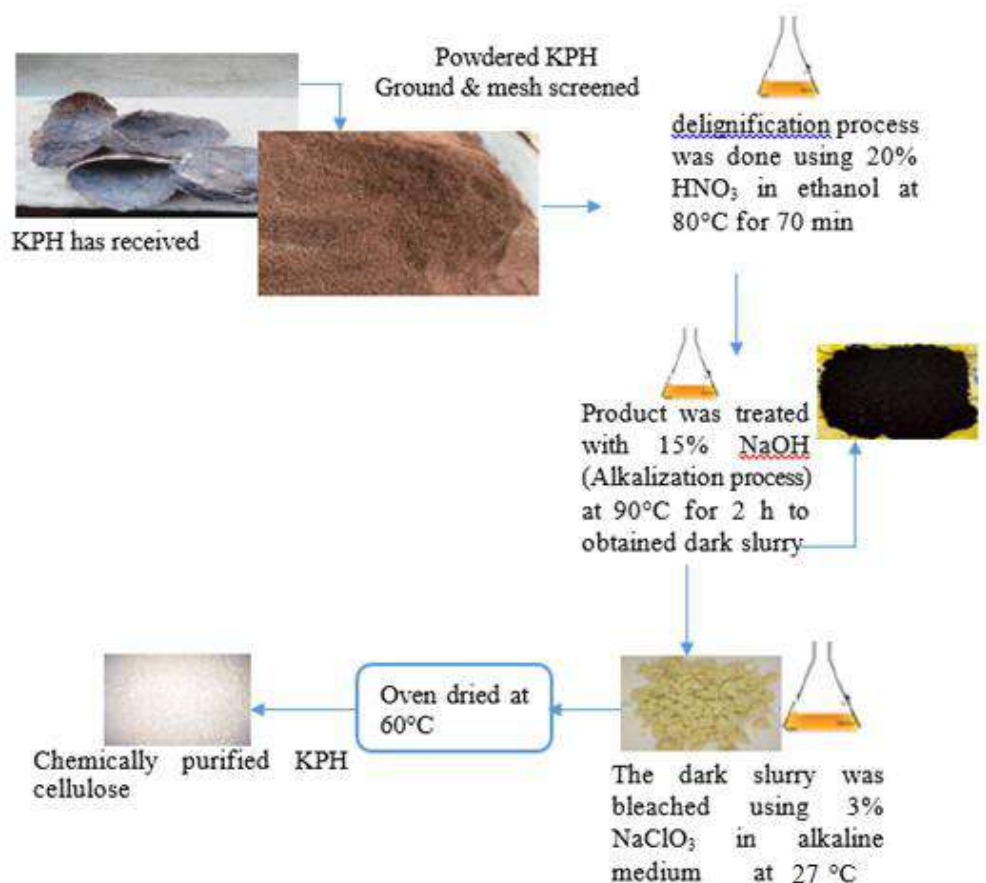 Powdered KPH
Ground & mesh screened
KPH has received
delignification process
was done using 20%
HNO₃ in ethanol at
80°C for 70 min
Product was treated
with 15% NaOH
(Alkalization process)
at 90°C for 2 h to
obtained dark slurry
The dark slurry was
bleached using 3%
NaClO₃ in alkaline
medium at 27 °C
Oven dried at
60°C
Chemically purified KPH
cellulose